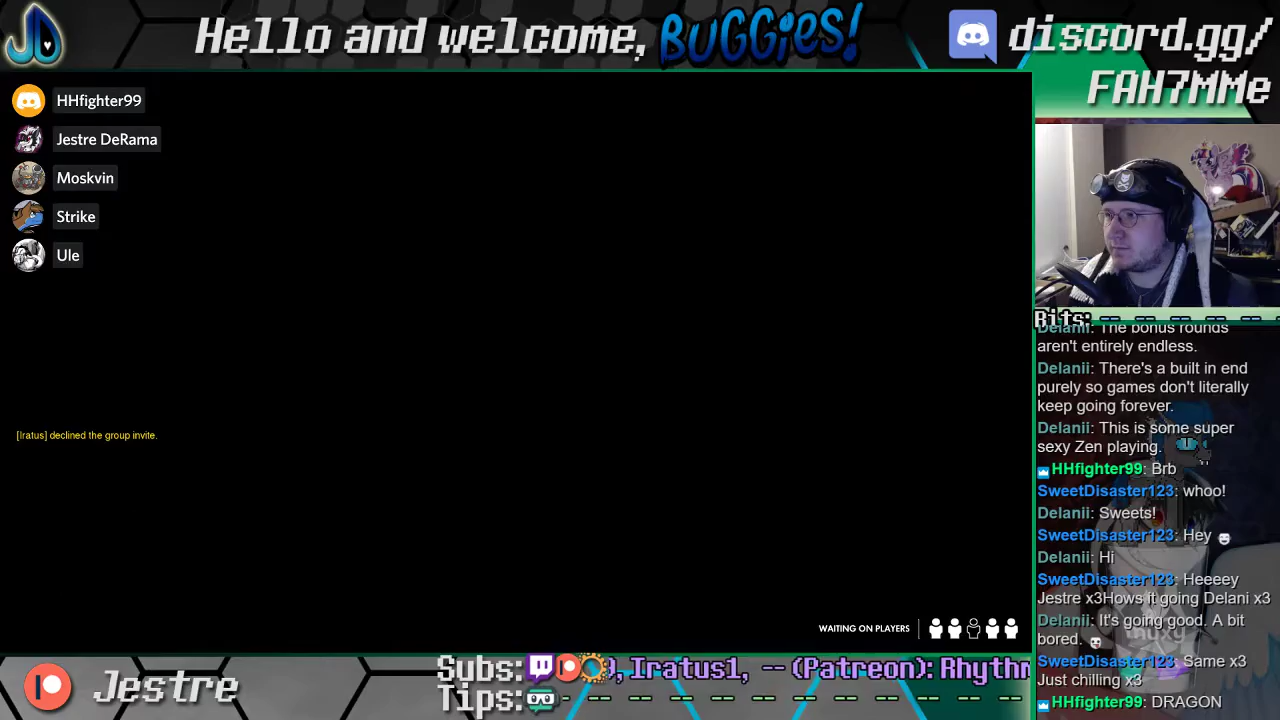 Hello and welcome, BUGGiES!
discord.gg/
FAH7MMe
HHfighter99
Jestre DeRama
Moskvin
Strike
Ule
[Iratus] declined the group invite.
WAITING ON PLAYERS
Bits: -- -- -- -- --
Delanii: The bonus rounds
aren't entirely endless.
Delanii: There's a built in end
purely so games don't literally
keep going forever.
Delanii: This is some super
sexy Zen playing.
HHfighter99: Brb
SweetDisaster123: whoo!
Delanii: Sweets!
SweetDisaster123: Hey
Delanii: Hi
SweetDisaster123: Heeeey
Jestre x3Hows it going Delani x3
Delanii: It's going good. A bit
bored.
SweetDisaster123: Same x3
Just chilling x3
HHfighter99: DRAGON
Jestre
Subs: ), Iratus1, -- (Patreon): Rhythm
Tips: -- -- -- -- -- -- -- -- -- -- -- --